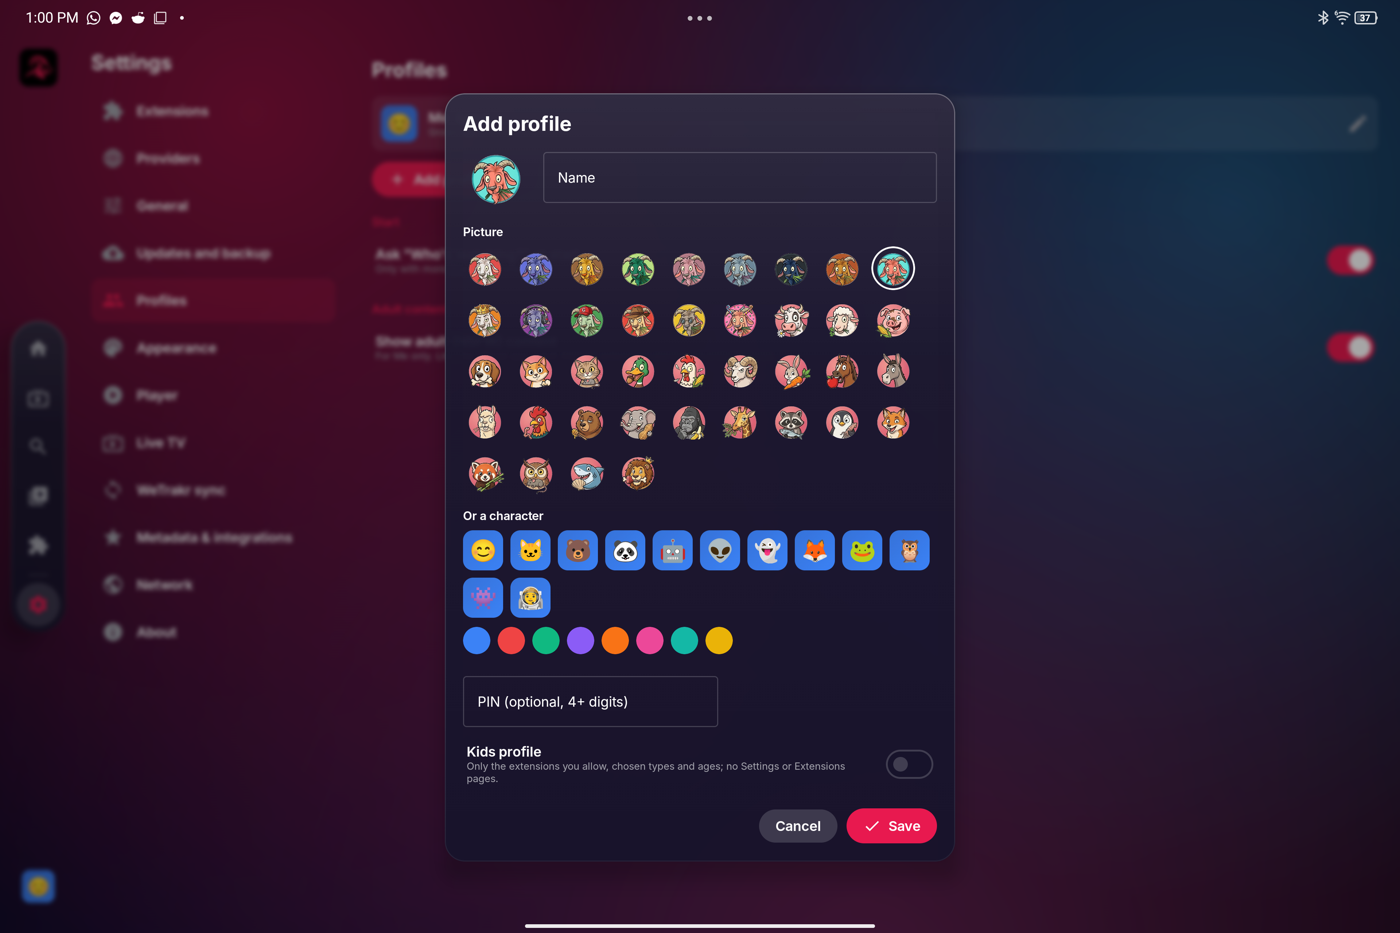 1:00 PM
37
Settings
Profiles
Extensions
Providers
General
Updates and backup
Profiles
Appearance
Player
Live TV
WeTrakr sync
Metadata & integrations
Network
About
Add profile
Name
Picture
Or a character
PIN (optional, 4+ digits)
Kids profile
Only the extensions you allow, chosen types and ages; no Settings or Extensions
pages.
Cancel
Save